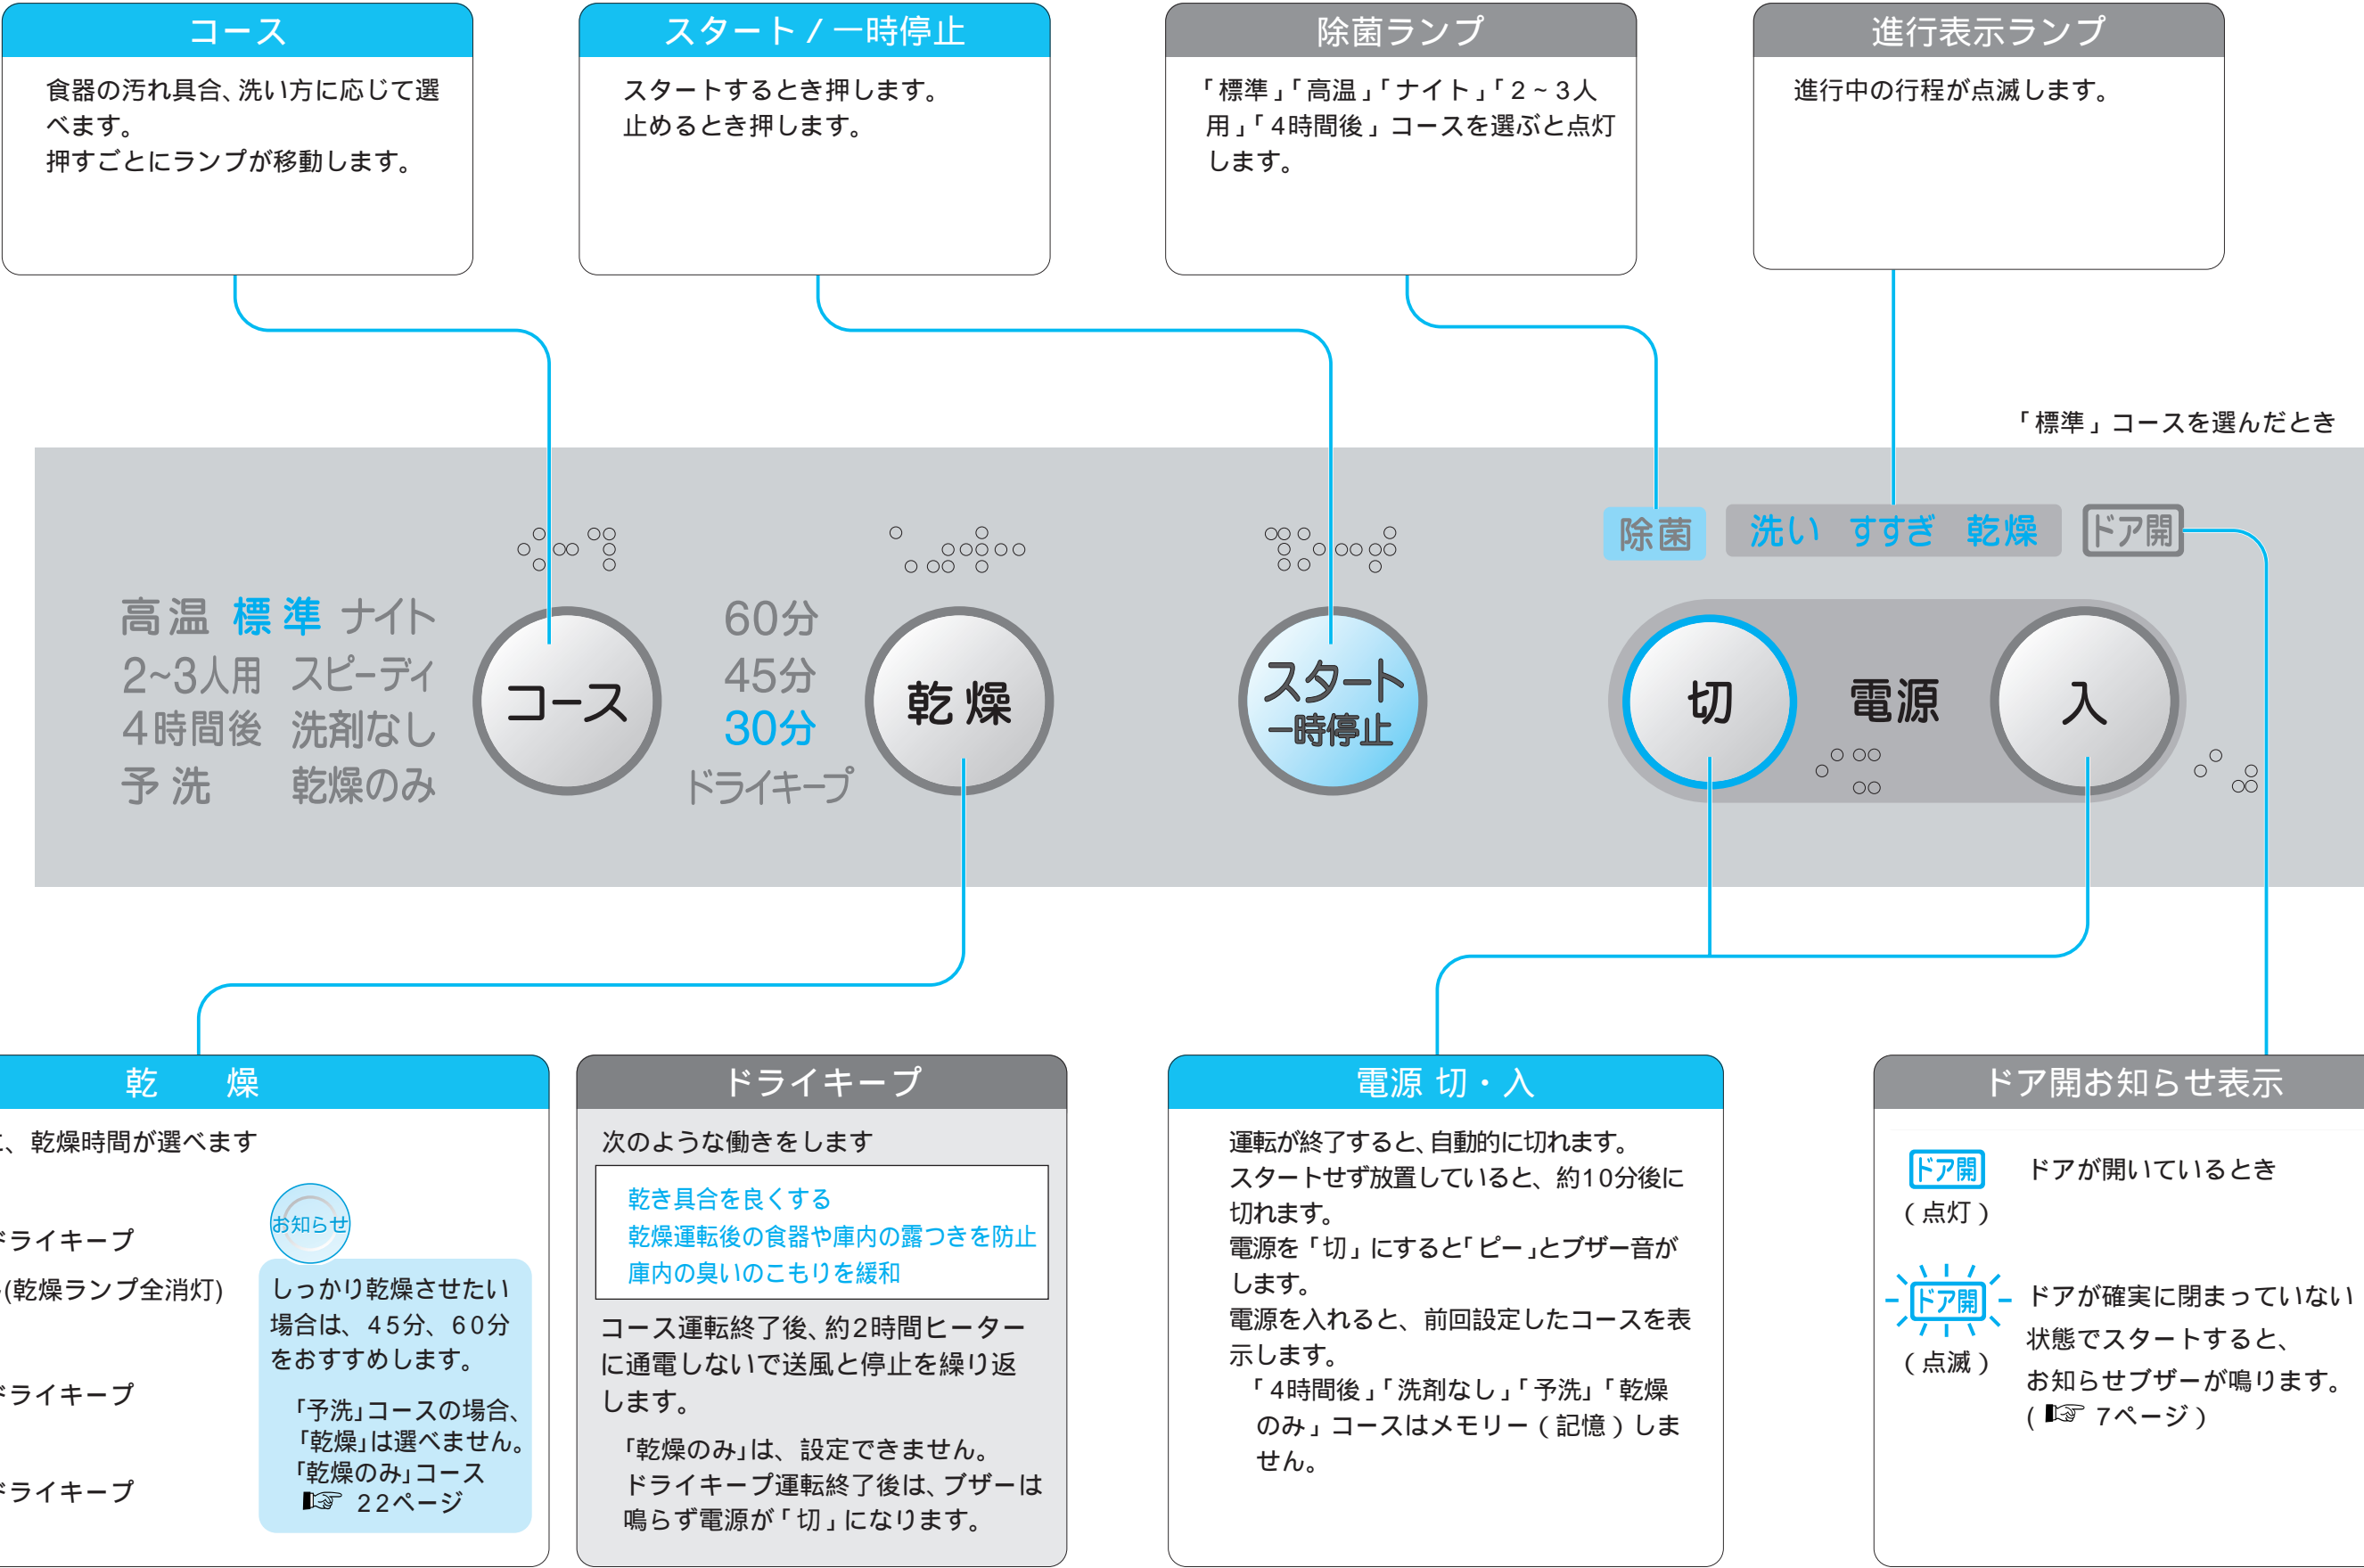 コース
食器の汚れ具合、洗い方に応じて選
べます。
押すごとにランプが移動します。
スタート / 一時停止
スタートするとき押します。
止めるとき押します。
除菌ランプ
「標準」「高温」「ナイト」「2～3人
用」「4時間後」コースを選ぶと点灯
します。
進行表示ランプ
進行中の行程が点滅します。
「標準」コースを選んだとき
除菌 洗い すすぎ 乾燥 ドア開
高温 標準 ナイト
2~3人用 スピーディ
4時間後 洗剤なし
予洗 乾燥のみ
コース
60分
45分
30分
ドライキープ
乾燥
スタート
一時停止
切 電源 入
乾 燥
、乾燥時間が選べます
ドライキープ
(乾燥ランプ全消灯)
ドライキープ
ドライキープ
お知らせ
しっかり乾燥させたい
場合は、45分、60分
をおすすめします。
「予洗」コースの場合、
「乾燥」は選べません。
「乾燥のみ」コース
☞ 22ページ
ドライキープ
次のような働きをします
乾き具合を良くする
乾燥運転後の食器や庫内の露つきを防止
庫内の臭いのこもりを緩和
コース運転終了後、約2時間ヒーター
に通電しないで送風と停止を繰り返
します。
「乾燥のみ」は、設定できません。
ドライキープ運転終了後は、ブザーは
鳴らず電源が「切」になります。
電源 切・入
運転が終了すると、自動的に切れます。
スタートせず放置していると、約10分後に
切れます。
電源を「切」にすると「ピー」とブザー音が
します。
電源を入れると、前回設定したコースを表
示します。
「4時間後」「洗剤なし」「予洗」「乾燥
のみ」コースはメモリー（記憶）しま
せん。
ドア開お知らせ表示
ドア開 ドアが開いているとき
（点灯）
ドア開
（点滅）
ドアが確実に閉まっていない
状態でスタートすると、
お知らせブザーが鳴ります。
（☞ 7ページ）